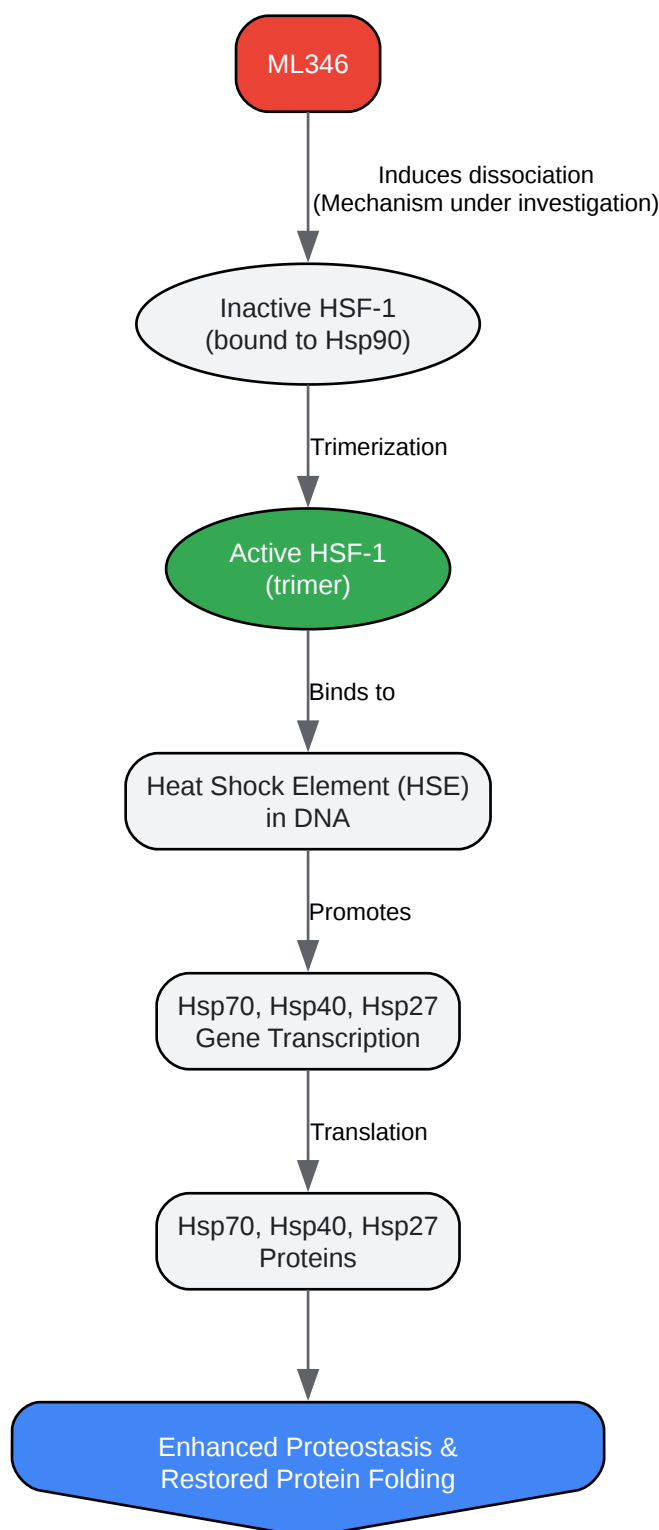 ML346
Induces dissociation
(Mechanism under investigation)
Inactive HSF-1
(bound to Hsp90)
Trimerization
Active HSF-1
(trimer)
Binds to
Heat Shock Element (HSE)
in DNA
Promotes
Hsp70, Hsp40, Hsp27
Gene Transcription
Translation
Hsp70, Hsp40, Hsp27
Proteins
Enhanced Proteostasis &
Restored Protein Folding